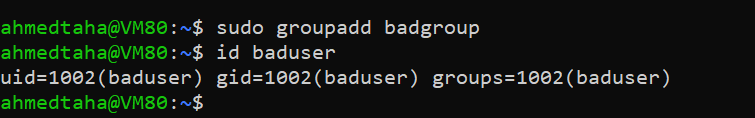 ahmedtaha@VM80:~$ sudo groupadd badgroup
ahmedtaha@VM80:~$ id baduser
uid=1002(baduser) gid=1002(baduser) groups=1002(baduser)
ahmedtaha@VM80:~$